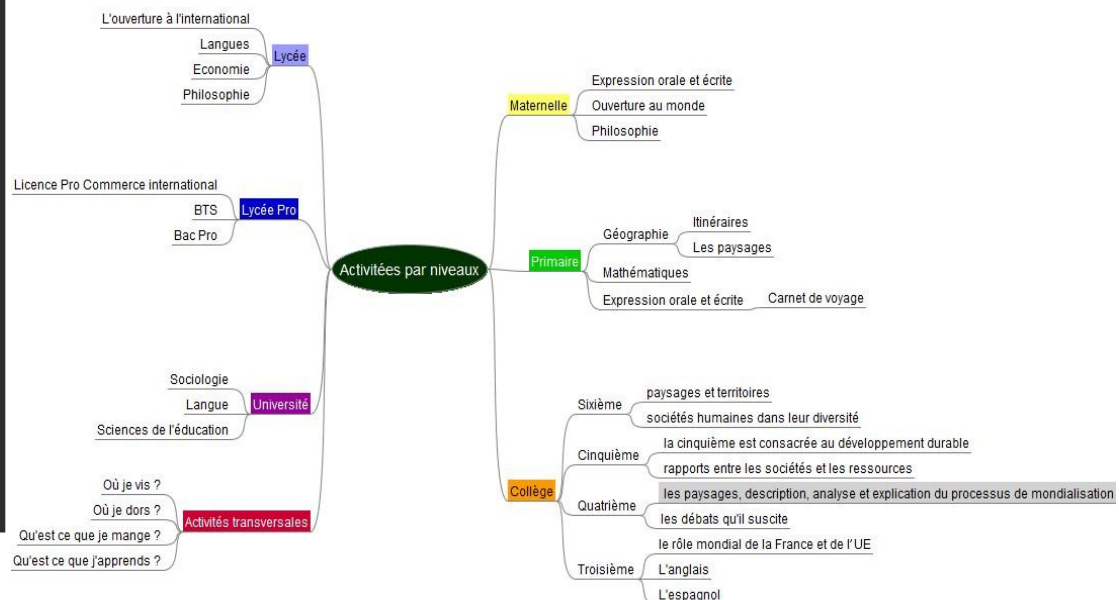 Activitées par niveaux
Lycée
L'ouverture à l'international
Langues
Economie
Philosophie
Lycée Pro
Licence Pro Commerce international
BTS
Bac Pro
Université
Sociologie
Langue
Sciences de l'éducation
Activités transversales
Où je vis ?
Où je dors ?
Qu'est ce que je mange ?
Qu'est ce que j'apprends ?
Maternelle
Expression orale et écrite
Ouverture au monde
Philosophie
Primaire
Géographie
Itinéraires
Les paysages
Mathématiques
Expression orale et écrite
Carnet de voyage
Collège
Sixième
paysages et territoires
sociétés humaines dans leur diversité
Cinquième
la cinquième est consacrée au développement durable
rapports entre les sociétés et les ressources
Quatrième
les paysages, description, analyse et explication du processus de mondialisation
les débats qu'il suscite
Troisième
le rôle mondial de la France et de l'UE
L'anglais
L'espagnol